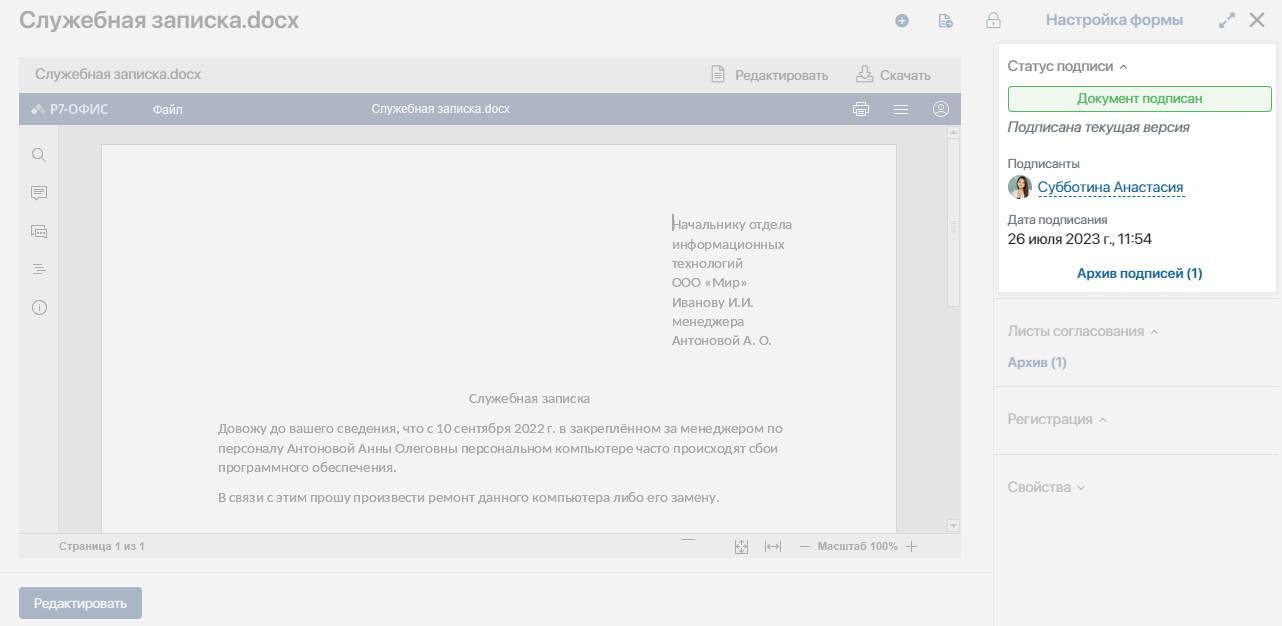 Служебная записка.docx
Настройка формы
Служебная записка.docx
Редактировать
Скачать
Р7-ОФИС
Файл
Служебная записка.docx
Начальнику отдела
информационных
технологий
ООО «Мир»
Иванову И.И.
менеджера
Антоновой А. О.
Служебная записка
Довожу до вашего сведения, что с 10 сентября 2022 г. в закреплённом за менеджером по
персоналу Антоновой Анны Олеговны персональном компьютере часто происходят сбои
программного обеспечения.
В связи с этим прошу произвести ремонт данного компьютера либо его замену.
Страница 1 из 1
Масштаб 100%
Редактировать
Статус подписи
Документ подписан
Подписана текущая версия
Подписанты
Субботина Анастасия
Дата подписания
26 июля 2023 г., 11:54
Архив подписей (1)
Листы согласования
Архив (1)
Регистрация
Свойства